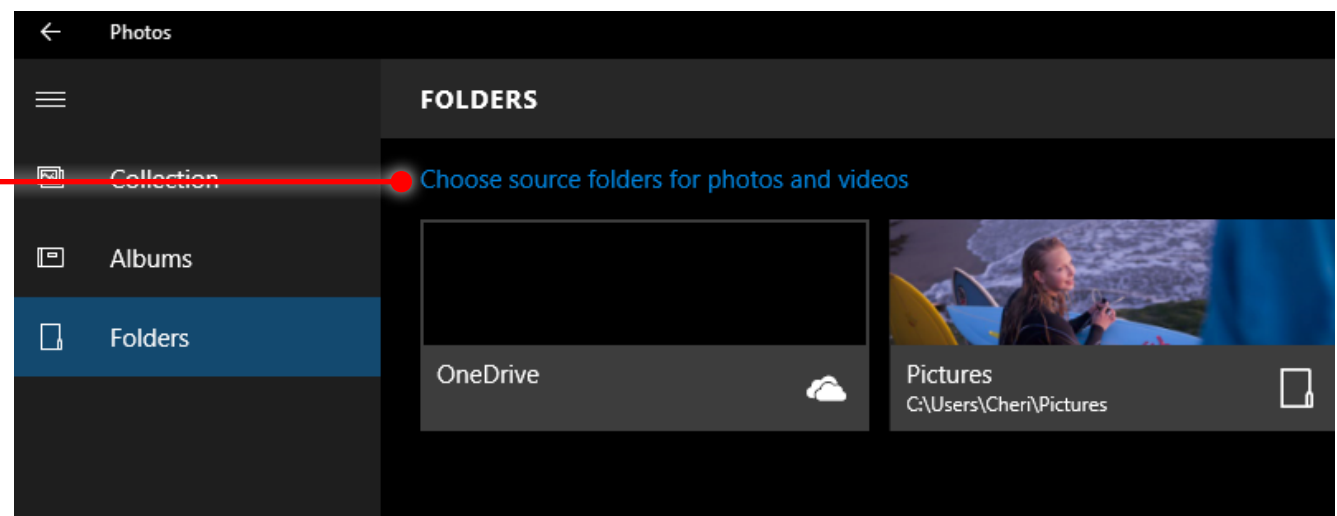 Photos
FOLDERS
Collection
Choose source folders for photos and videos
Albums
Folders
OneDrive
Pictures
C:\Users\Cheri\Pictures